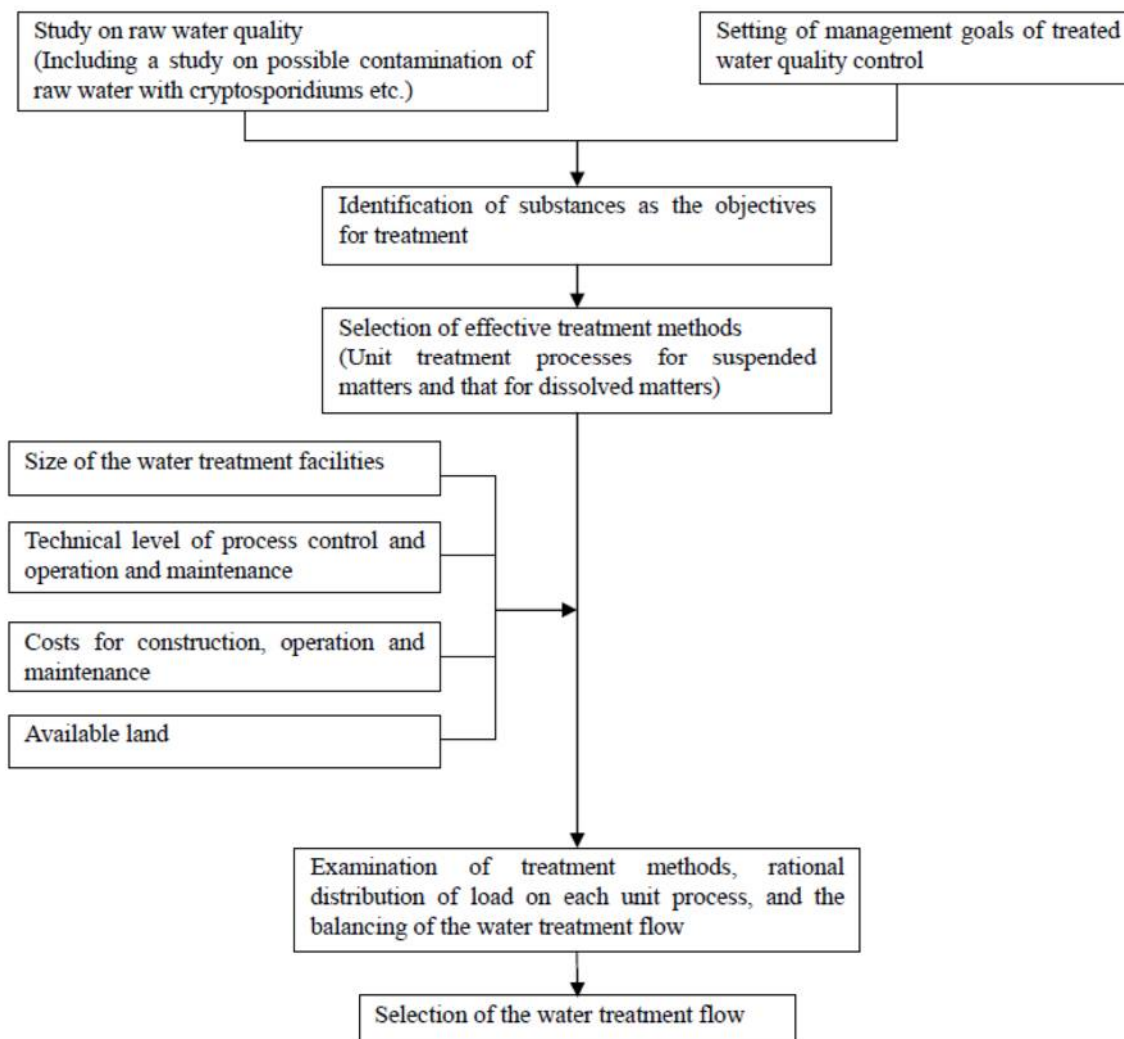 Study on raw water quality
(Including a study on possible contamination of
raw water with cryptosporidiums etc.)
Setting of management goals of treated
water quality control
Identification of substances as the objectives
for treatment
Selection of effective treatment methods
(Unit treatment processes for suspended
matters and that for dissolved matters)
Size of the water treatment facilities
Technical level of process control and
operation and maintenance
Costs for construction, operation and
maintenance
Available land
Examination of treatment methods, rational
distribution of load on each unit process, and the
balancing of the water treatment flow
Selection of the water treatment flow